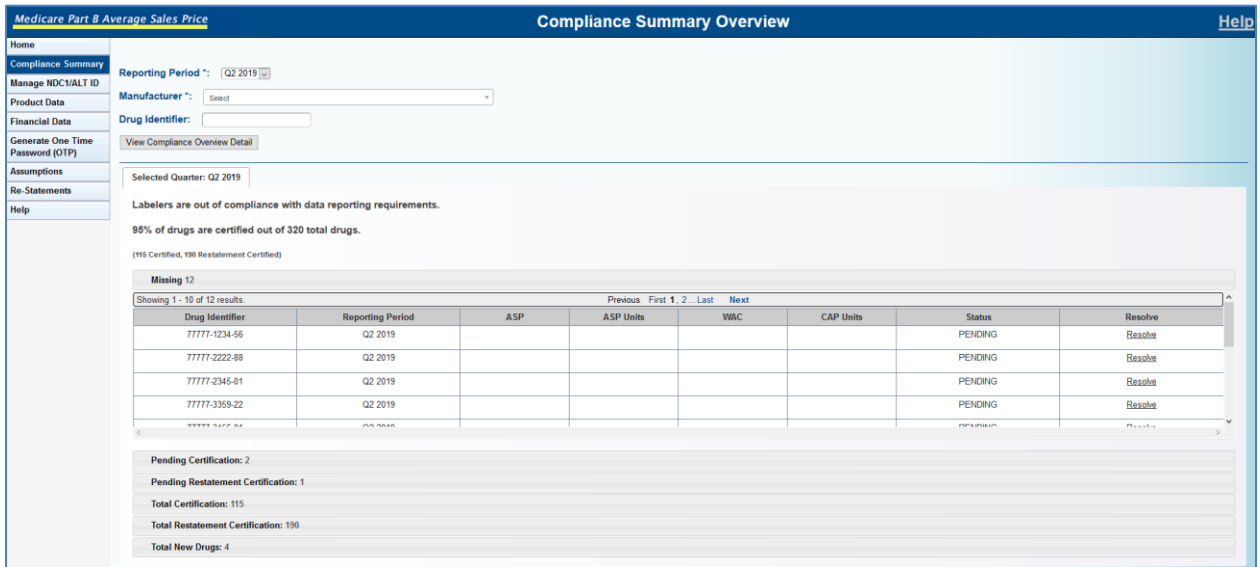 Medicare Part B Average Sales Price
Compliance Summary Overview
Help
Home
Compliance Summary
Manage NDC1/ALT ID
Product Data
Financial Data
Generate One Time
Password (OTP)
Assumptions
Re-Statements
Help
Reporting Period *: Q2 2019
Manufacturer *: Select
Drug Identifier:
View Compliance Overview Detail
Selected Quarter: Q2 2019
Labelers are out of compliance with data reporting requirements.
95% of drugs are certified out of 320 total drugs.
(115 Certified, 190 Restatement Certified)
Missing 12
Showing 1 - 10 of 12 results. Previous First 1, 2...Last Next
Drug Identifier Reporting Period ASP ASP Units WAC CAP Units Status Resolve
77777-1234-56 Q2 2019 PENDING Resolve
77777-2222-88 Q2 2019 PENDING Resolve
77777-2345-01 Q2 2019 PENDING Resolve
77777-3359-22 Q2 2019 PENDING Resolve
Pending Certification: 2
Pending Restatement Certification: 1
Total Certification: 115
Total Restatement Certification: 190
Total New Drugs: 4